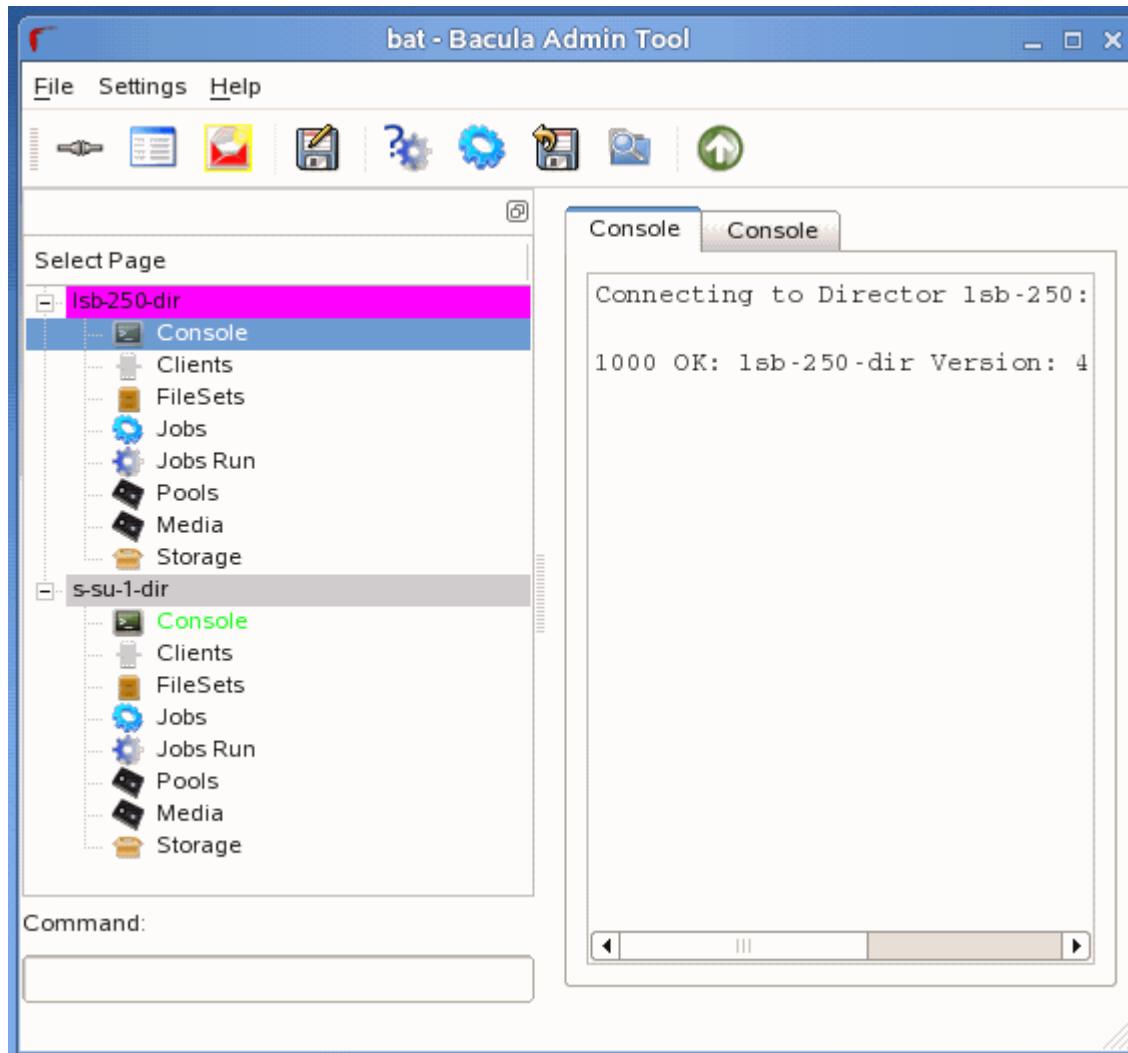 bat - Bacula Admin Tool
File Settings Help
Select Page
lsb-250-dir
Console
Clients
FileSets
Jobs
Jobs Run
Pools
Media
Storage
s-su-1-dir
Console
Clients
FileSets
Jobs
Jobs Run
Pools
Media
Storage
Command:
Console Console
Connecting to Director lsb-250:
1000 OK: lsb-250-dir Version: 4